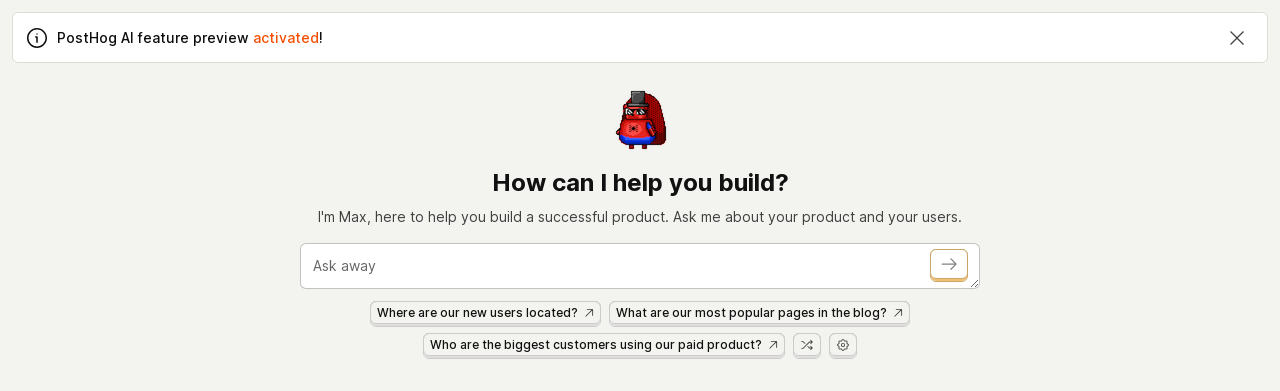 PostHog AI feature preview activated!
How can I help you build?
I'm Max, here to help you build a successful product. Ask me about your product and your users.
Ask away
Where are our new users located?
What are our most popular pages in the blog?
Who are the biggest customers using our paid product?